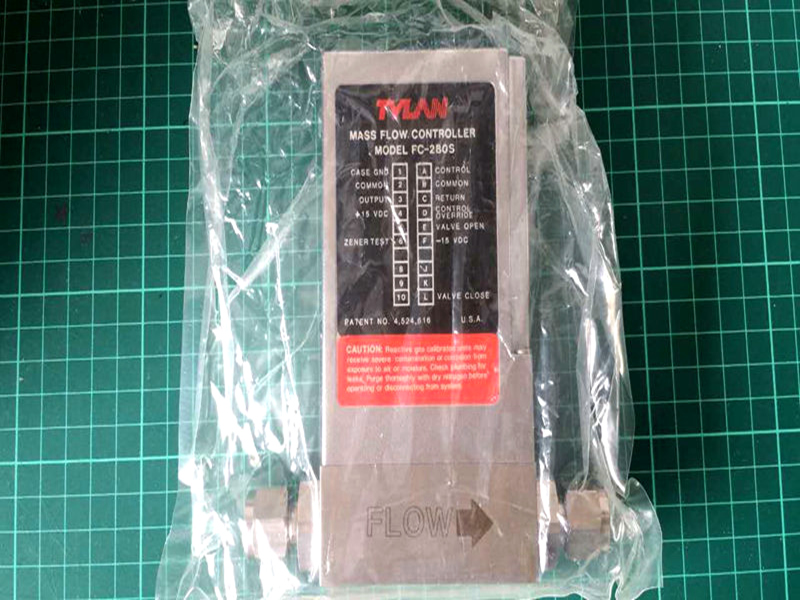 TYLAN
MASS FLOW CONTROLLER
MODEL FC-280S
CASE GND 1 A CONTROL
COMMON 2 B COMMON
OUTPUT 3 C RETURN
+15 VDC 4 D CONTROL OVERRIDE
E VALVE OPEN
ZENER TEST 6 F -15 VDC
8 J
9 K
10 L VALVE CLOSE
PATENT NO. 4,524,616 U.S.A.
CAUTION: Reactive gas calibrated units may
receive severe contamination or corrosion from
exposure to air or moisture. Check plumbing for
leaks. Purge thoroughly with dry nitrogen before
operating or disconnecting from system.
FLOW